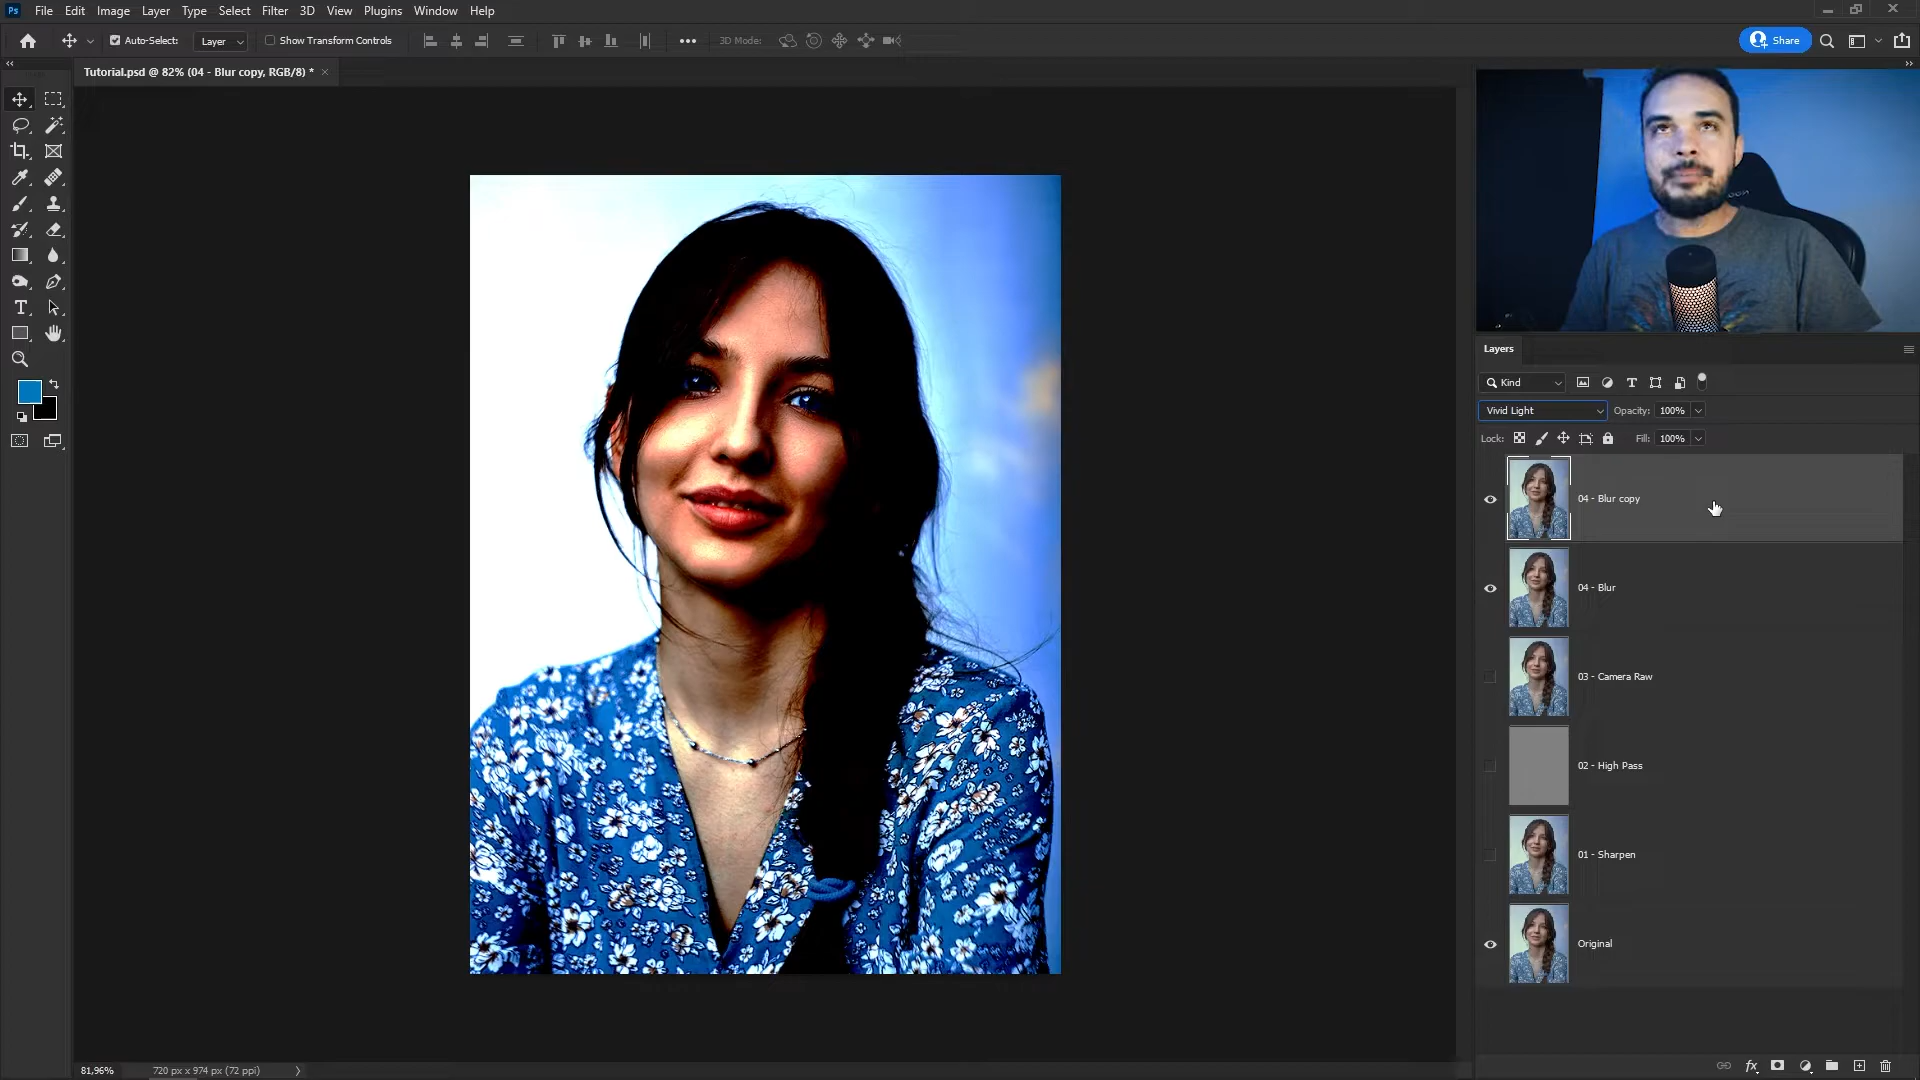 Ps File Edit Image Layer Type Select Filter 3D View Plugins Window Help
Auto-Select: Layer Show Transform Controls 3D Mode: Share
Tutorial.psd @ 82% (04 - Blur copy, RGB/8) *
Layers
Kind
Vivid Light Opacity: 100%
Lock: Fill: 100%
04 - Blur copy
04 - Blur
03 - Camera Raw
02 - High Pass
01 - Sharpen
Original
fx
81,96% 720 px x 974 px (72 ppi)